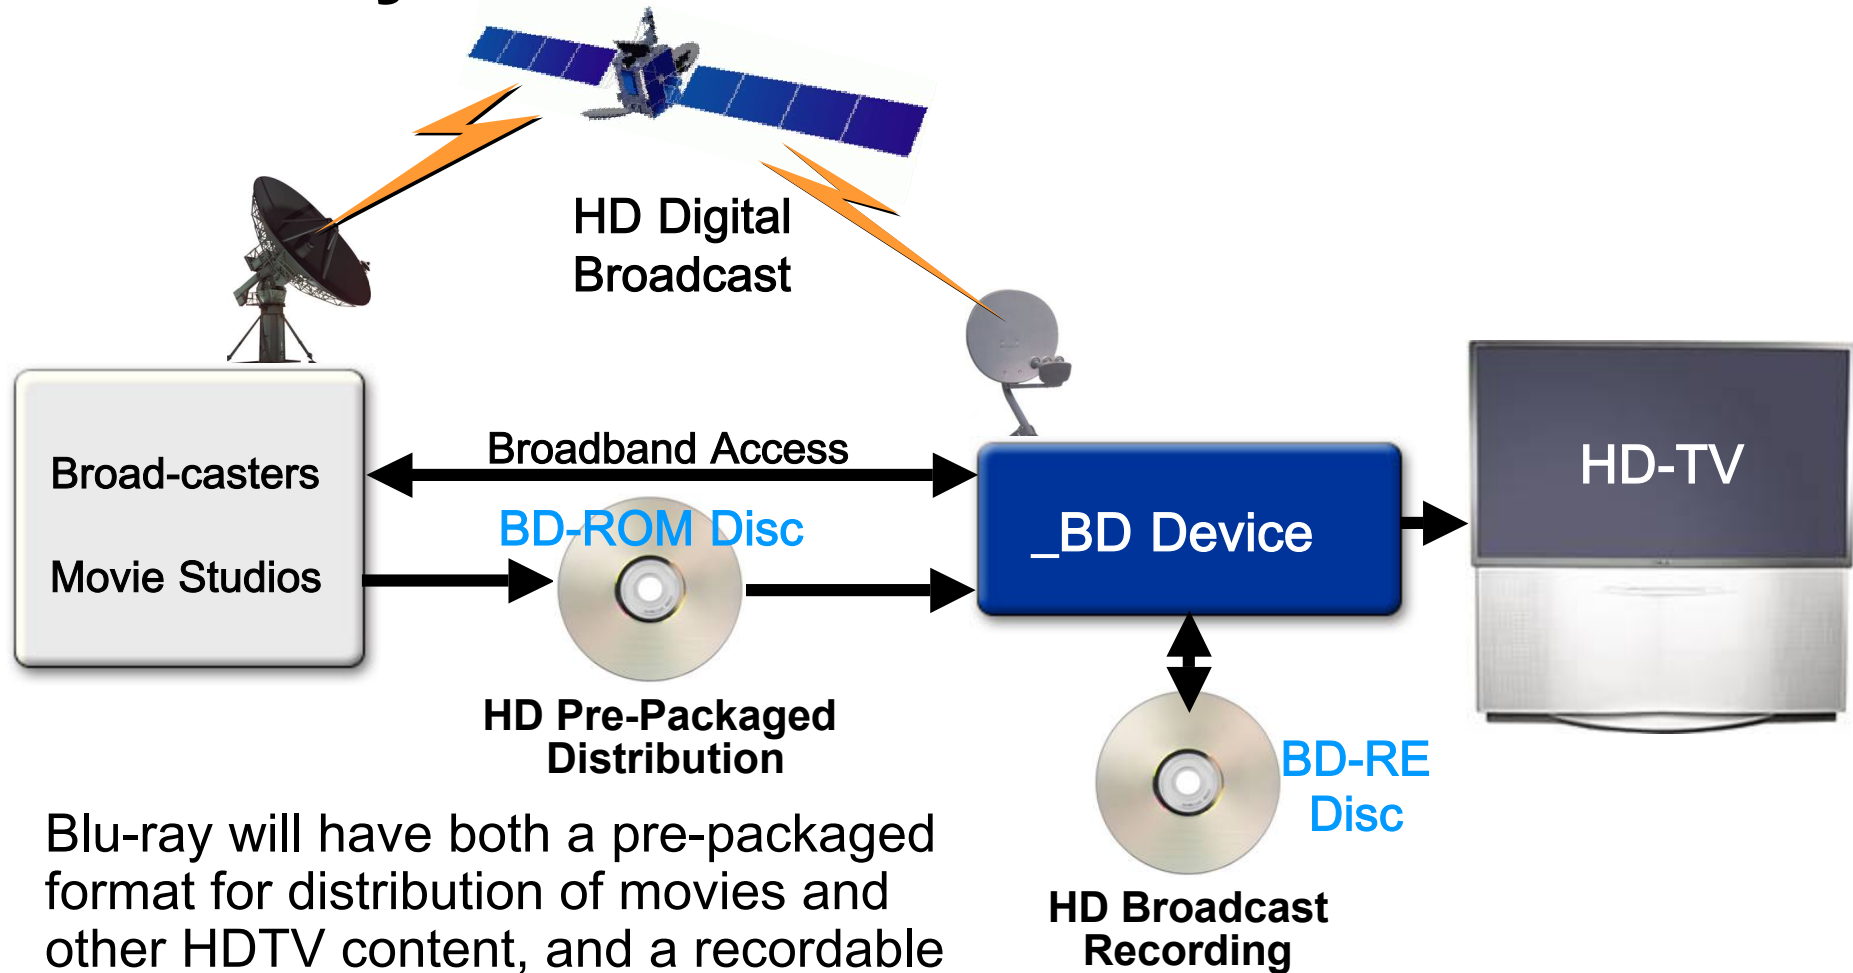 HD Digital
Broadcast
Broad-casters
Movie Studios
Broadband Access
BD-ROM Disc
_BD Device
HD-TV
HD Pre-Packaged
Distribution
BD-RE
Disc
HD Broadcast
Recording
Blu-ray will have both a pre-packaged
format for distribution of movies and
other HDTV content, and a recordable